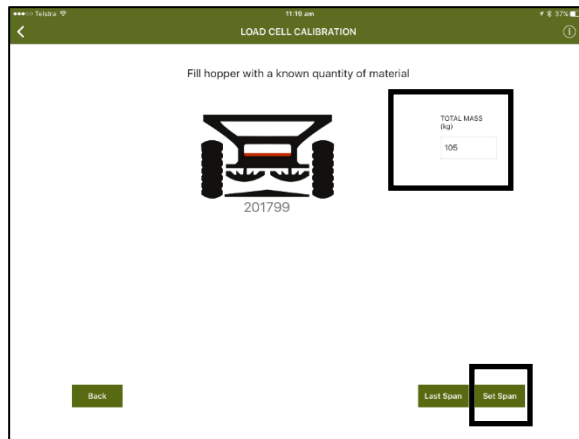 Telstra
11:19 am
37%
LOAD CELL CALIBRATION
Fill hopper with a known quantity of material
TOTAL MASS
(kg)
105
201799
Back
Last Span
Set Span